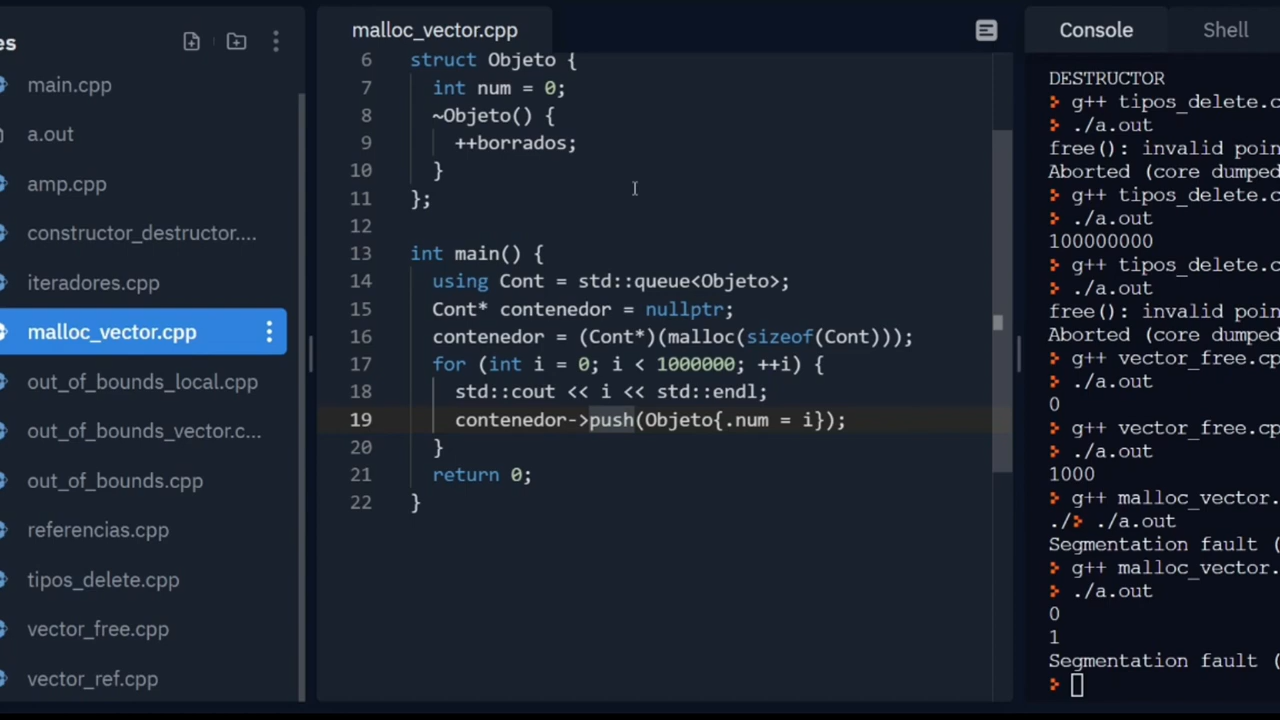 es
main.cpp
a.out
amp.cpp
constructor_destructor....
iteradores.cpp
malloc_vector.cpp
out_of_bounds_local.cpp
out_of_bounds_vector.c...
out_of_bounds.cpp
referencias.cpp
tipos_delete.cpp
vector_free.cpp
vector_ref.cpp
malloc_vector.cpp
6 struct Objeto {
7 int num = 0;
8 ~Objeto() {
9 ++borrados;
10 }
11 };
12
13 int main() {
14 using Cont = std::queue<Objeto>;
15 Cont* contenedor = nullptr;
16 contenedor = (Cont*)(malloc(sizeof(Cont)));
17 for (int i = 0; i < 1000000; ++i) {
18 std::cout << i << std::endl;
19 contenedor->push(Objeto{.num = i});
20 }
21 return 0;
22 }
Console Shell
DESTRUCTOR
g++ tipos_delete.c
./a.out
free(): invalid poin
Aborted (core dumped
g++ tipos_delete.c
./a.out
100000000
g++ tipos_delete.c
./a.out
free(): invalid poin
Aborted (core dumped
g++ vector_free.cp
./a.out
0
g++ vector_free.cp
./a.out
1000
g++ malloc_vector.
./ ./a.out
Segmentation fault (
g++ malloc_vector.
./a.out
0
1
Segmentation fault (